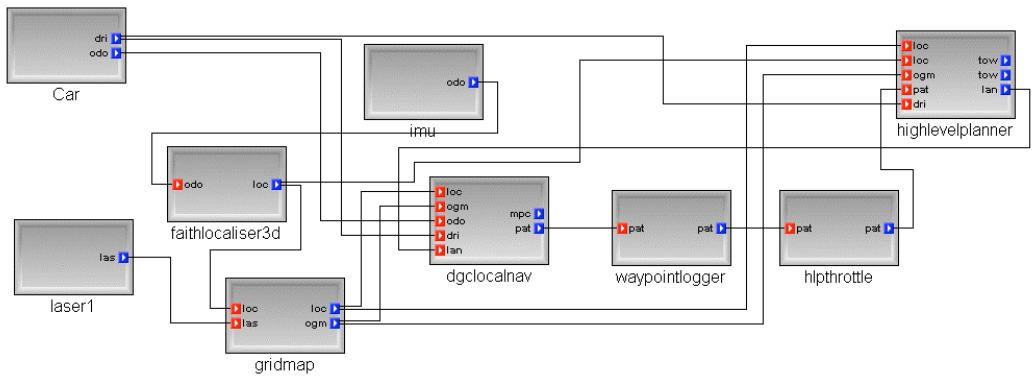 dri
odo
Car
odo
imu
loc
loc
ogm
pat
dri
tow
tow
lan
highlevelplanner
odo
loc
faithlocaliser3d
las
laser1
loc
ogm
odo
dri
lan
mpc
pat
dgclocalnav
pat
pat
waypointlogger
pat
pat
hlpthrottle
loc
las
loc
ogm
gridmap